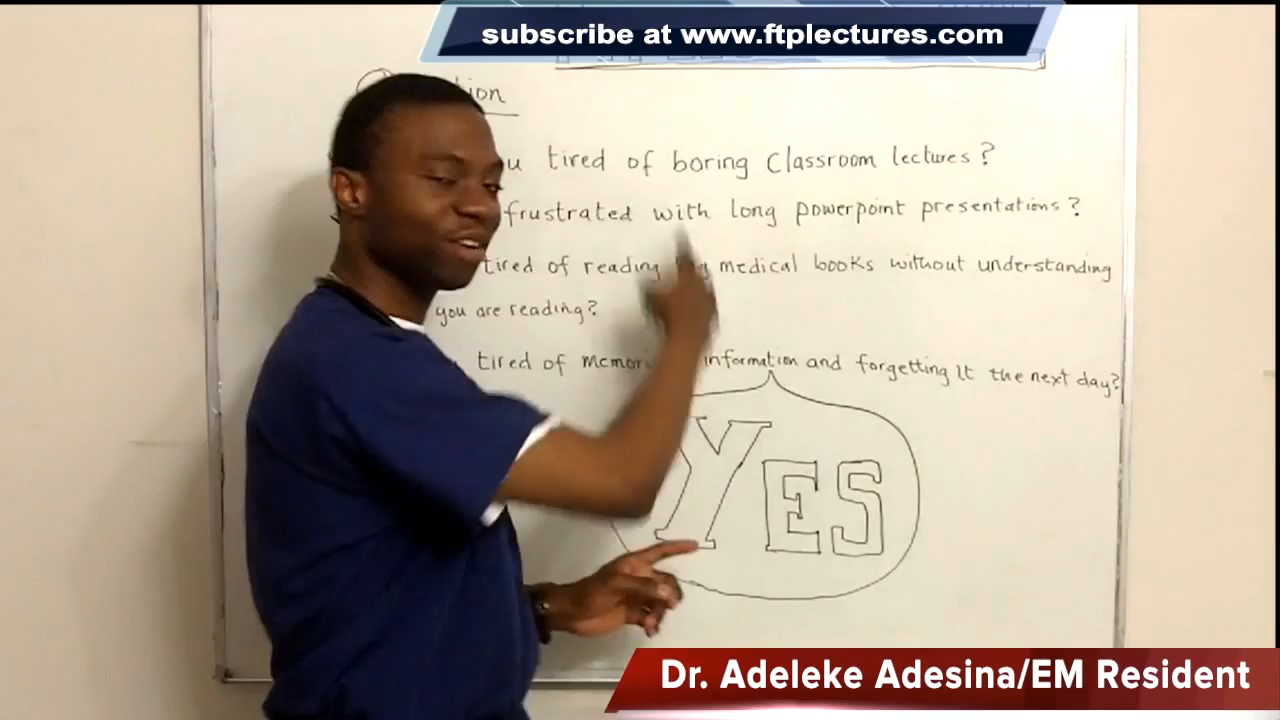 subscribe at www.ftplectures.com
tired of boring Classroom lectures?
frustrated with long powerpoint presentations?
tired of reading medical books without understanding
you are reading?
tired of information and forgetting It the next day?
YES
Dr. Adeleke Adesina/EM Resident